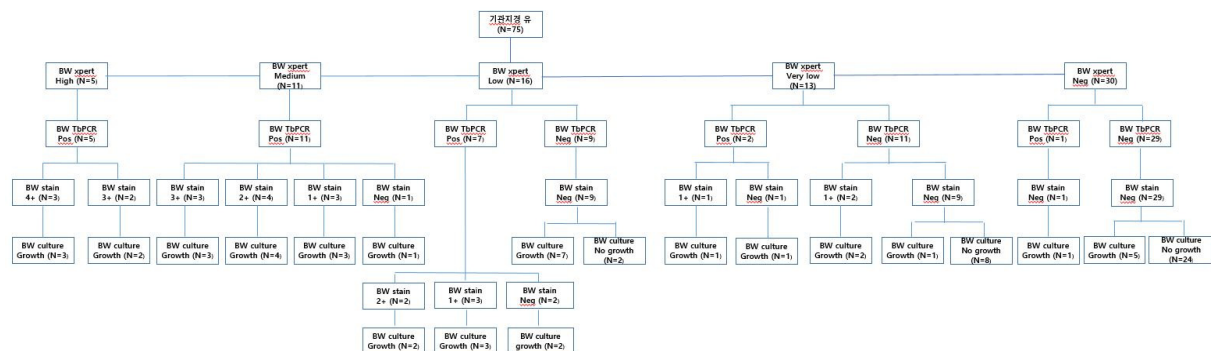 기관지경 유
(N=75)
BW xpert
High (N=5)
BW xpert
Medium
(N=11)
BW xpert
Low (N=16)
BW xpert
Very low
(N=13)
BW xpert
Neg (N=30)
BW TbPCR
Pos (N=5)
BW TbPCR
Pos (N=11)
BW TbPCR
Pos (N=7)
BW TbPCR
Neg (N=9)
BW TbPCR
Pos (N=2)
BW TbPCR
Neg (N=11)
BW TbPCR
Pos (N=1)
BW TbPCR
Neg (N=29)
BW stain
4+ (N=3)
BW stain
3+ (N=2)
BW stain
3+ (N=3)
BW stain
2+ (N=4)
BW stain
1+ (N=3)
BW stain
Neg (N=1)
BW stain
Neg (N=9)
BW stain
1+ (N=1)
BW stain
Neg (N=1)
BW stain
1+ (N=2)
BW stain
Neg (N=9)
BW stain
Neg (N=1)
BW stain
Neg (N=29)
BW culture
Growth (N=3)
BW culture
Growth (N=2)
BW culture
Growth (N=3)
BW culture
Growth (N=4)
BW culture
Growth (N=3)
BW culture
Growth (N=1)
BW culture
Growth (N=7)
BW culture
No growth
(N=2)
BW culture
Growth (N=1)
BW culture
Growth (N=1)
BW culture
Growth (N=2)
BW culture
Growth (N=1)
BW culture
No growth
(N=8)
BW culture
Growth (N=1)
BW culture
Growth (N=5)
BW culture
No growth
(N=24)
BW stain
2+ (N=2)
BW stain
1+ (N=3)
BW stain
Neg (N=2)
BW culture
Growth (N=2)
BW culture
Growth (N=3)
BW culture
growth (N=2)